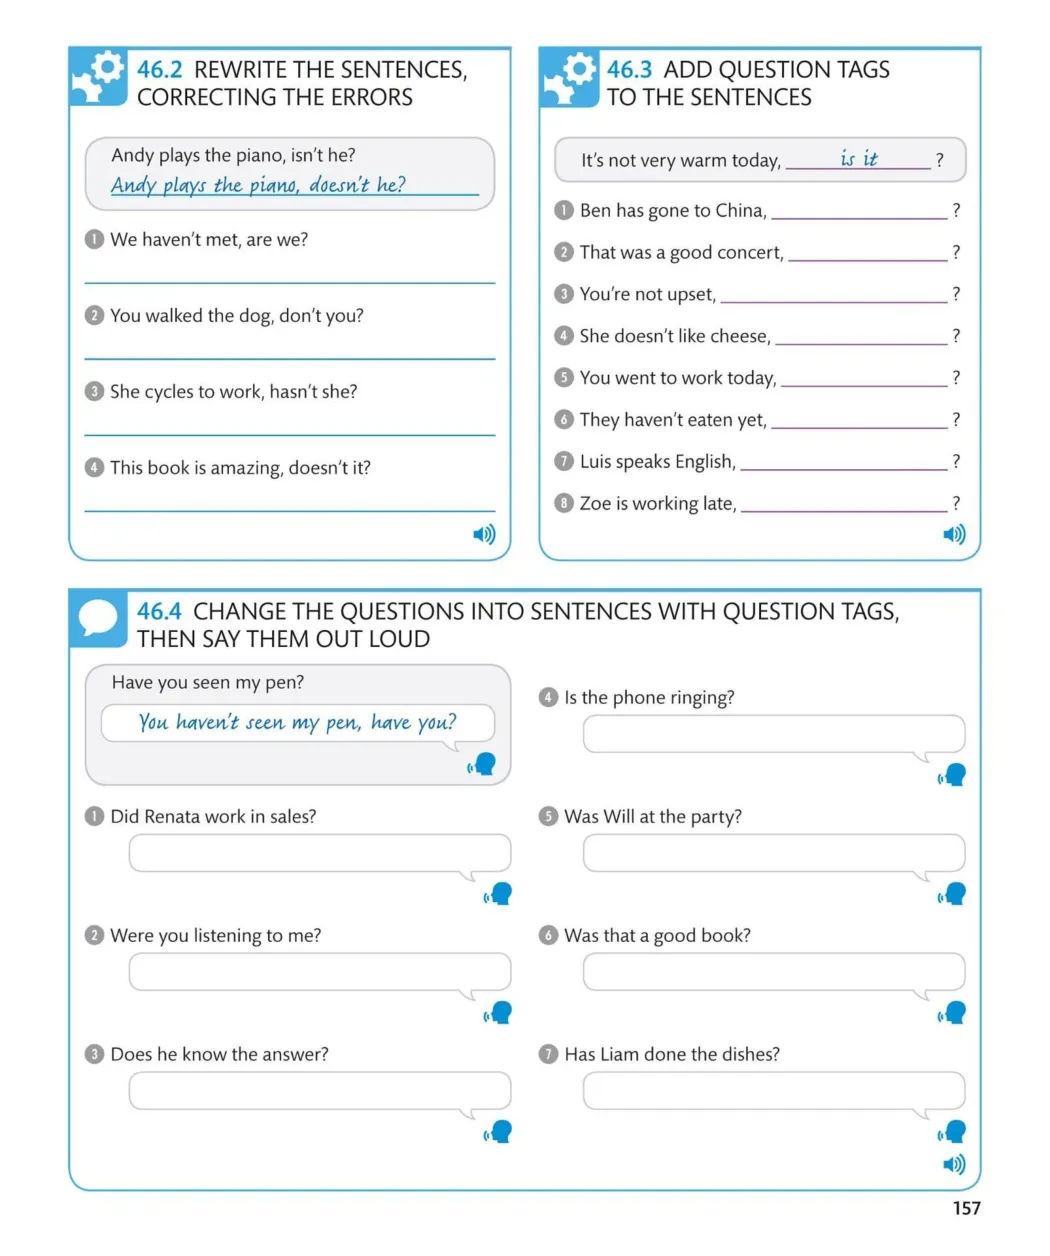 46.2 REWRITE THE SENTENCES,
CORRECTING THE ERRORS
Andy plays the piano, isn't he?
Andy plays the piano, doesn't he?
1 We haven't met, are we?
2 You walked the dog, don't you?
3 She cycles to work, hasn't she?
4 This book is amazing, doesn't it?
46.3 ADD QUESTION TAGS
TO THE SENTENCES
It's not very warm today, is it ?
1 Ben has gone to China, ?
2 That was a good concert, ?
3 You're not upset, ?
4 She doesn't like cheese, ?
5 You went to work today, ?
6 They haven't eaten yet, ?
7 Luis speaks English, ?
8 Zoe is working late, ?
46.4 CHANGE THE QUESTIONS INTO SENTENCES WITH QUESTION TAGS,
THEN SAY THEM OUT LOUD
Have you seen my pen?
You haven't seen my pen, have you?
1 Did Renata work in sales?
2 Were you listening to me?
3 Does he know the answer?
4 Is the phone ringing?
5 Was Will at the party?
6 Was that a good book?
7 Has Liam done the dishes?
157